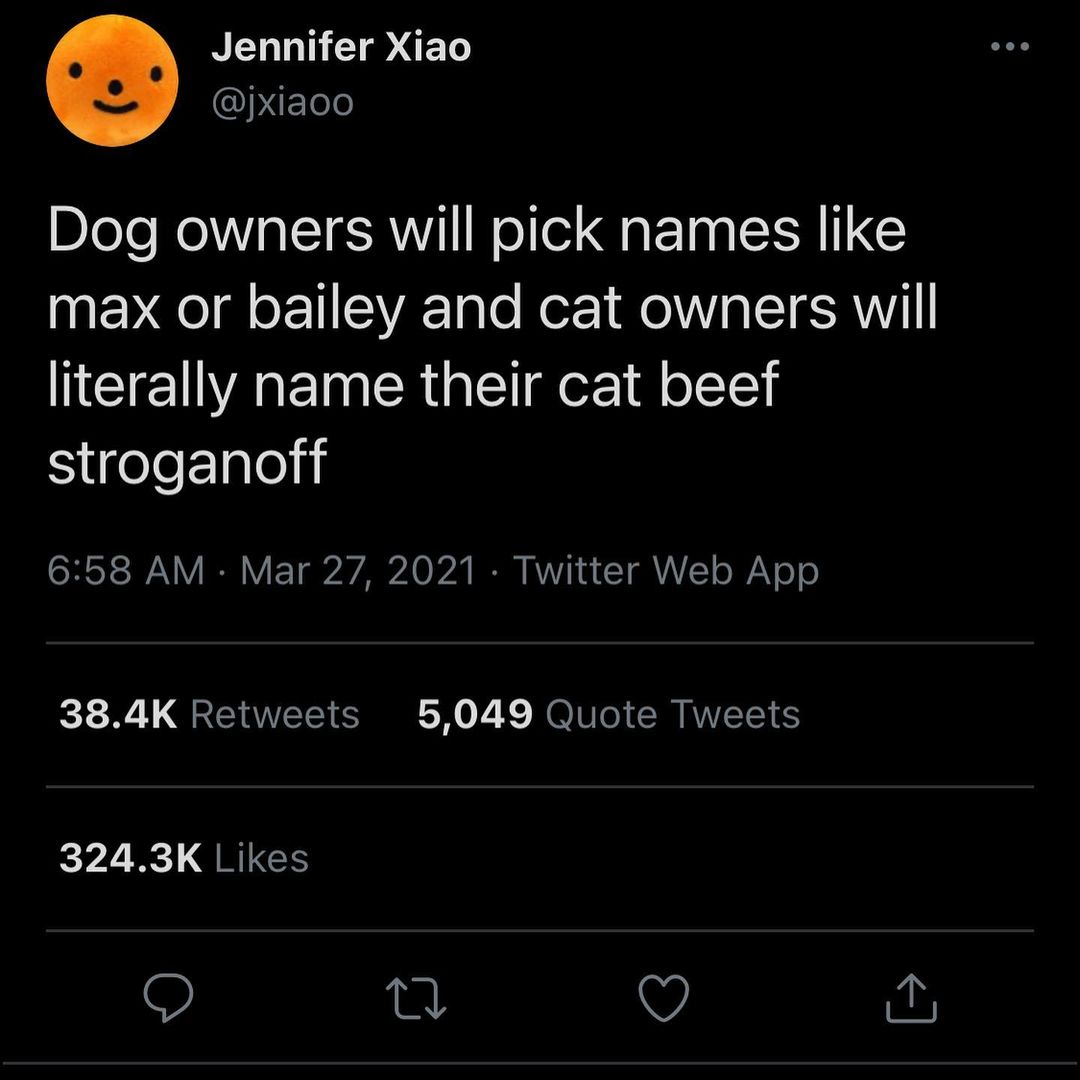 Jennifer Xiao
@jxiaoo
Dog owners will pick names like
max or bailey and cat owners will
literally name their cat beef
stroganoff
6:58 AM · Mar 27, 2021 · Twitter Web App
38.4K Retweets 5,049 Quote Tweets
324.3K Likes